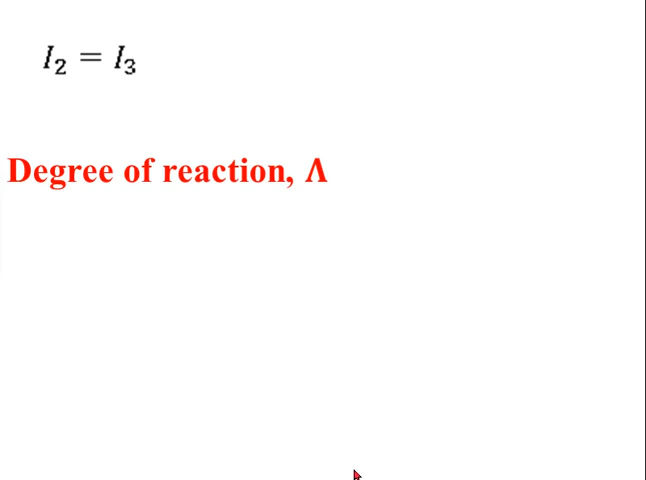 I₂ = I₃
Degree of reaction, Λ